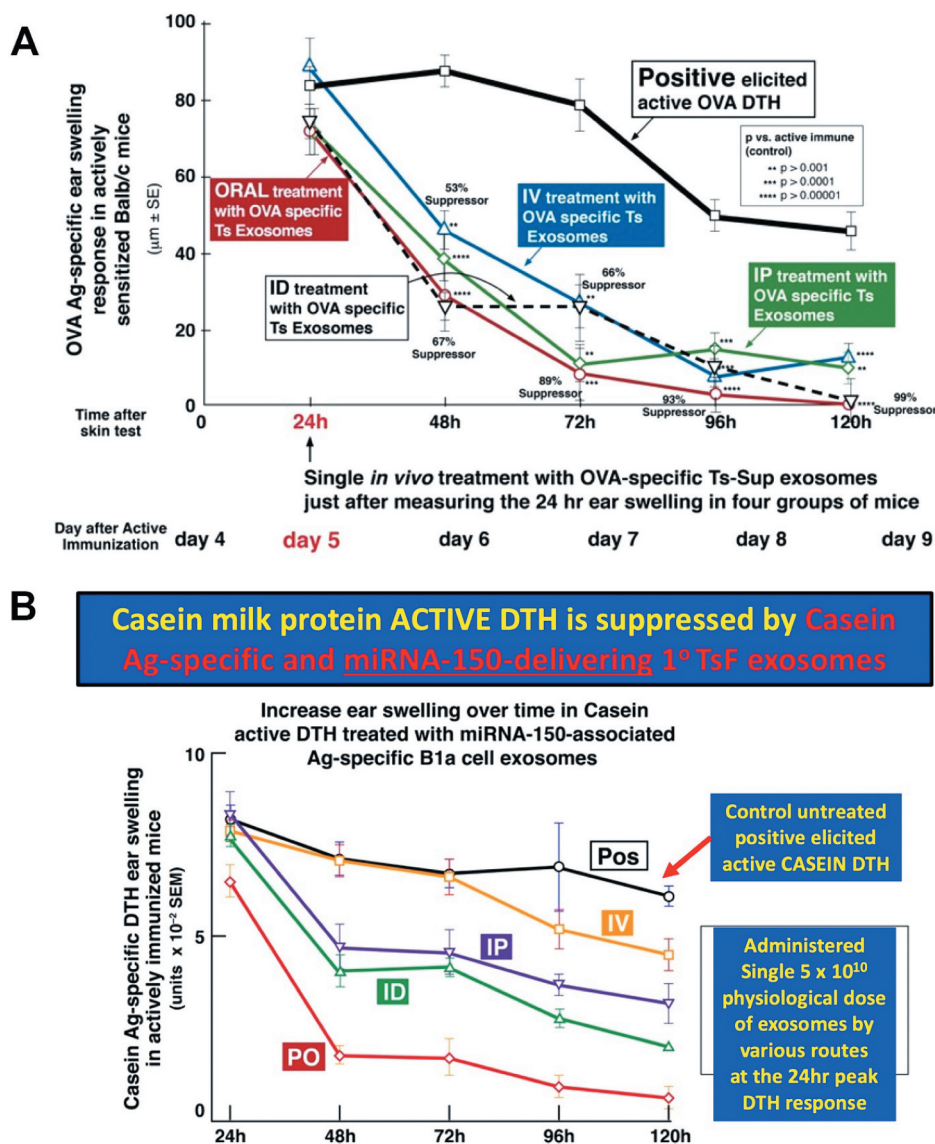 A
OVA Ag-specific ear swelling
response in actively
sensitized Balb/c mice
(µm ± SE)
100
80
60
40
20
0
Positive elicited
active OVA DTH
p vs. active immune
(control)
** p > 0.001
*** p > 0.0001
**** p > 0.00001
ORAL treatment
with OVA specific
Ts Exosomes
53%
Suppressor
**
IV treatment with
OVA specific Ts
Exosomes
****
ID treatment
with OVA specific
Ts Exosomes
****
66%
Suppressor
**
IP treatment with
OVA specific Ts
Exosomes
67%
Suppressor
**
***
***
****
****
**
89%
Suppressor
***
93%
Suppressor
****
****
99%
Suppressor
Time after
skin test
0
24h
48h
72h
96h
120h
Single in vivo treatment with OVA-specific Ts-Sup exosomes
just after measuring the 24 hr ear swelling in four groups of mice
Day after Active
Immunization
day 4
day 5
day 6
day 7
day 8
day 9
B
Casein milk protein ACTIVE DTH is suppressed by Casein
Ag-specific and miRNA-150-delivering 1º TsF exosomes
Increase ear swelling over time in Casein
active DTH treated with miRNA-150-associated
Ag-specific B1a cell exosomes
Casein Ag-specific DTH ear swelling
in actively immunized mice
(units x 10⁻² SEM)
10
5
0
Pos
IV
IP
ID
PO
24h
48h
72h
96h
120h
Control untreated
positive elicited
active CASEIN DTH
Administered
Single 5 x 10¹⁰
physiological dose
of exosomes by
various routes
at the 24hr peak
DTH response